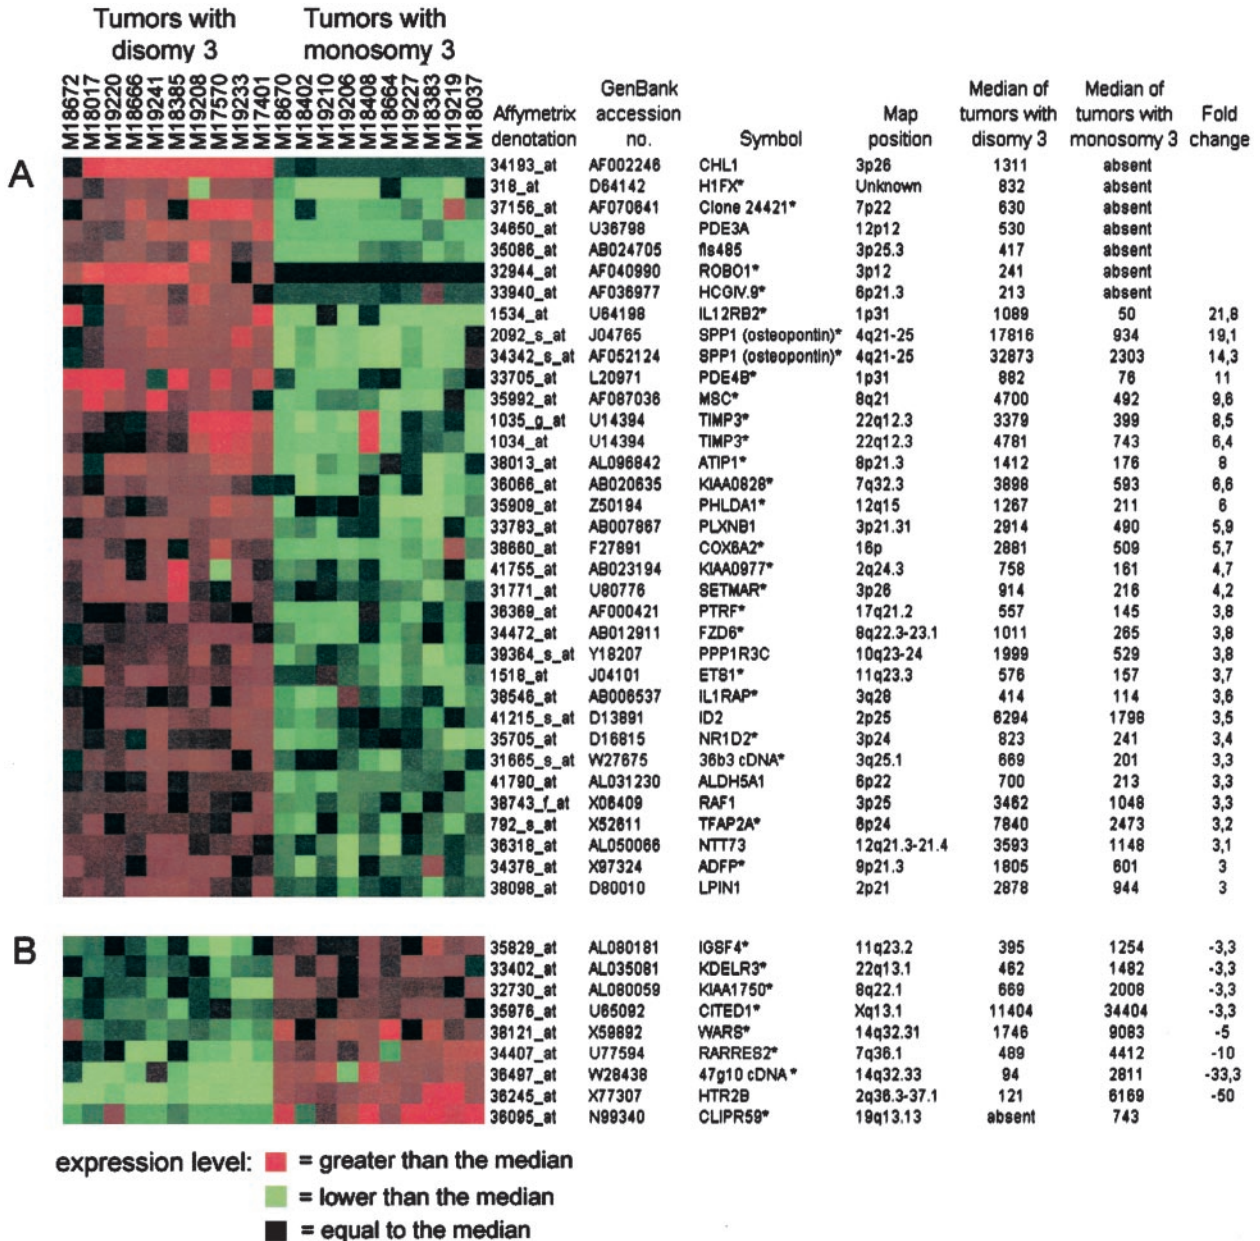 Tumors with disomy 3
Tumors with monosomy 3
M18672 M18017 M19220 M18666 M19241 M18385 M19208 M17570 M19233 M17401 M18670 M18402 M19210 M19206 M18408 M18664 M19227 M18383 M19219 M18037
Affymetrix denotation GenBank accession no. Symbol Map position Median of tumors with disomy 3 Median of tumors with monosomy 3 Fold change
A
34193_at AF002246 CHL1 3p26 1311 absent
318_at D64142 H1FX* Unknown 832 absent
37156_at AF070641 Clone 24421* 7p22 630 absent
34650_at U36798 PDE3A 12p12 530 absent
35086_at AB024705 fls485 3p25.3 417 absent
32944_at AF040990 ROBO1* 3p12 241 absent
33940_at AF036977 HCGIV.9* 6p21.3 213 absent
1534_at U64198 IL12RB2* 1p31 1089 50 21,8
2092_s_at J04765 SPP1 (osteopontin)* 4q21-25 17816 934 19,1
34342_s_at AF052124 SPP1 (osteopontin)* 4q21-25 32873 2303 14,3
33705_at L20971 PDE4B* 1p31 882 76 11
35992_at AF087036 MSC* 8q21 4700 492 9,6
1035_g_at U14394 TIMP3* 22q12.3 3379 399 8,5
1034_at U14394 TIMP3* 22q12.3 4781 743 6,4
38013_at AL096842 ATIP1* 8p21.3 1412 176 8
36066_at AB020635 KIAA0828* 7q32.3 3898 593 6,6
35909_at Z50194 PHLDA1* 12q15 1267 211 6
33783_at AB007867 PLXNB1 3p21.31 2914 490 5,9
38660_at F27891 COX6A2* 16p 2881 509 5,7
41755_at AB023194 KIAA0977* 2q24.3 758 161 4,7
31771_at U80776 SETMAR* 3p26 914 216 4,2
36369_at AF000421 PTRF* 17q21.2 557 145 3,8
34472_at AB012911 FZD6* 8q22.3-23.1 1011 265 3,8
39364_s_at Y18207 PPP1R3C 10q23-24 1999 529 3,8
1518_at J04101 ETS1* 11q23.3 576 157 3,7
38546_at AB006537 IL1RAP* 3q28 414 114 3,6
41215_s_at D13891 ID2 2p25 6294 1798 3,5
35705_at D16815 NR1D2* 3p24 823 241 3,4
31665_s_at W27675 36b3 cDNA* 3q25.1 669 201 3,3
41790_at AL031230 ALDH5A1 6p22 700 213 3,3
38743_f_at X06409 RAF1 3p25 3462 1048 3,3
792_s_at X52611 TFAP2A* 6p24 7840 2473 3,2
36318_at AL050066 NTT73 12q21.3-21.4 3593 1148 3,1
34378_at X97324 ADFP* 9p21.3 1805 601 3
38098_at D80010 LPIN1 2p21 2878 944 3
B
35829_at AL080181 IGSF4* 11q23.2 395 1254 -3,3
33402_at AL035081 KDELR3* 22q13.1 462 1482 -3,3
32730_at AL080059 KIAA1750* 8q22.1 669 2008 -3,3
35976_at U65092 CITED1* Xq13.1 11404 34404 -3,3
38121_at X59892 WARS* 14q32.31 1746 9083 -5
34407_at U77594 RARRES2* 7q36.1 489 4412 -10
36497_at W28438 47g10 cDNA* 14q32.33 94 2811 -33,3
36245_at X77307 HTR2B 2q36.3-37.1 121 6169 -50
36095_at N99340 CLIPR59* 19q13.13 absent 743
expression level: = greater than the median
= lower than the median
= equal to the median